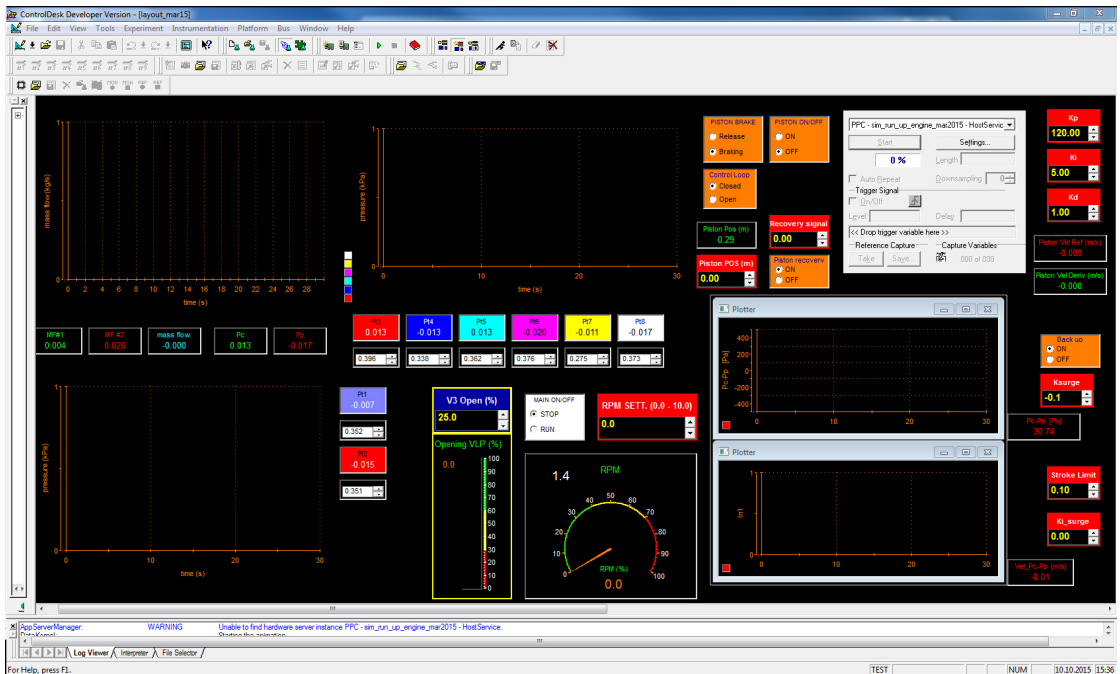 ControlDesk Developer Version - [layout_mar15]
File Edit View Tools Experiment Instrumentation Platform Bus Window Help
mass flow (kg/s)
1
0
0 2 4 6 8 10 12 14 16 18 20 22 24 26 28 30
time (s)
pressure (kPa)
1
0
0 10 20 30
time (s)
PISTON BRAKE
Release
Braking
PISTON ON/OFF
ON
OFF
Control Loop
Closed
Open
Piston Pos (m)
0.29
Recovery signal
0.00
Piston POS (m)
0.00
Piston recovery
ON
OFF
PPC - sim_run_up_engine_mar2015 - HostServic
Start
Settings...
0 %
Length
Auto Repeat
Downsampling
0
Trigger Signal
On/Off
Level
Delay
<< Drop trigger variable here >>
Reference Capture
Capture Variables
Take
Save...
000 of 000
Kp
120.00
Ki
5.00
Kd
1.00
Piston Vel Ref (m/s)
-0.009
Piston Vel Deriv (m/s)
-0.000
MF#1
0.004
MF#2
0.026
mass flow
-0.000
Pc
0.013
Pp
-0.017
Pt3
0.013
Pt4
-0.013
Pt5
0.013
Pt6
-0.020
Pt7
-0.011
Pt8
-0.017
0.396
0.338
0.362
0.376
0.275
0.373
pressure (kPa)
1
0
0 10 20 30
time (s)
Pt1
-0.007
0.352
Pt2
-0.015
0.351
V3 Open (%)
25.0
Opening VLP (%)
0.0
100
90
80
70
60
50
40
30
20
10
0
MAIN ON/OFF
STOP
RUN
RPM SETT. (0.0 - 10.0)
0.0
1.4
RPM
0 10 20 30 40 50 60 70 80 90 100
RPM (%)
0.0
Plotter
Pc-Pp [Pa]
400
200
0
-200
-400
0 10 20 30
Plotter
In1
1
0
0 10 20 30
Back up
ON
OFF
Ksurge
-0.1
Pc-Pp [Pa]
30.74
Stroke Limit
0.10
Ki_surge
0.00
Vel_Pc-Pp [m/s]
-0.01
AppServerManager: WARNING Unable to find hardware server instance PPC - sim_run_up_engine_mar2015 - HostService.
DataKernel: Starting the animation
Log Viewer Interpreter File Selector
For Help, press F1.
TEST NUM 10.10.2015 15:36